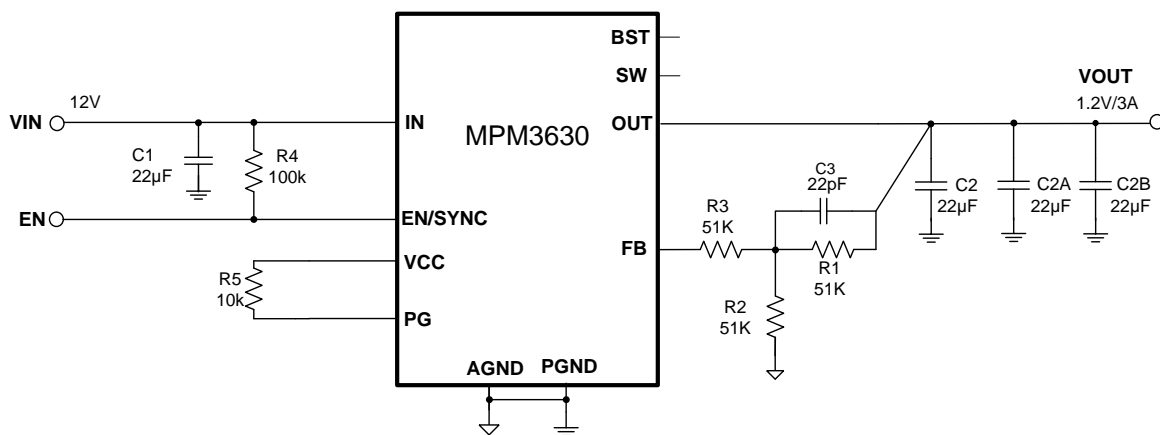 BST
SW
VOUT
1.2V/3A
12V
VIN
IN
MPM3630
OUT
C1
22µF
R4
100k
C3
22pF
C2
22µF
C2A
22µF
C2B
22µF
EN
EN/SYNC
R3
51K
FB
R1
51K
VCC
R5
10k
R2
51K
PG
AGND
PGND